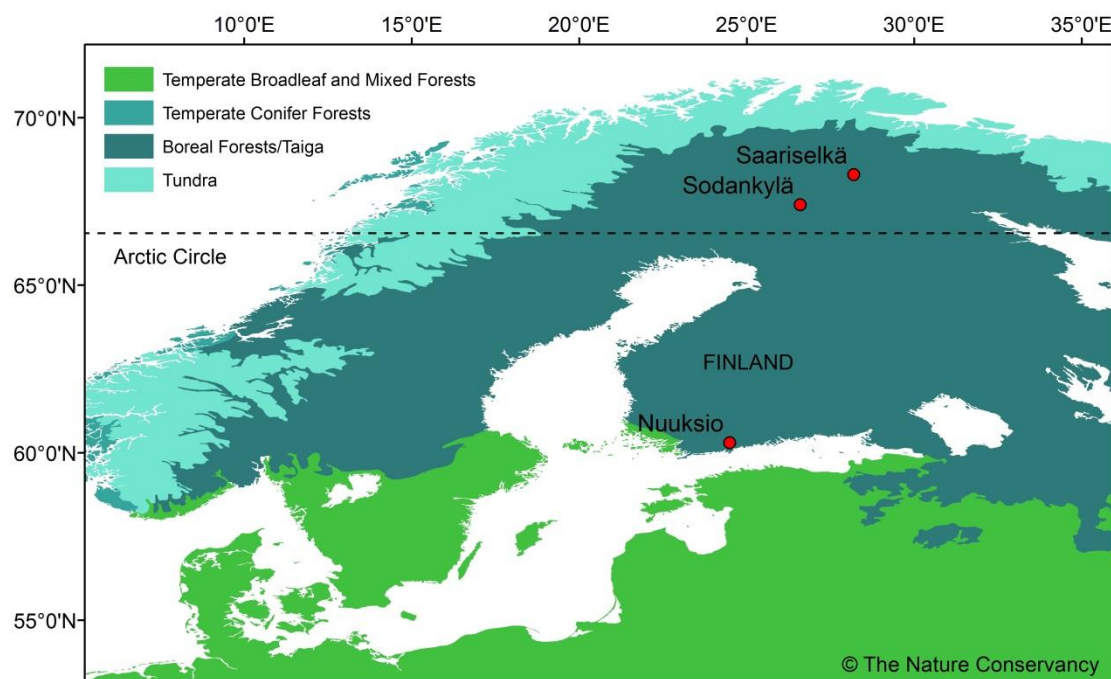 10°0'E 15°0'E 20°0'E 25°0'E 30°0'E 35°0'E
Temperate Broadleaf and Mixed Forests
Temperate Conifer Forests
Boreal Forests/Taiga
Tundra
70°0'N
Saariselkä
Sodankylä
Arctic Circle
65°0'N
FINLAND
Nuuksio
60°0'N
55°0'N
© The Nature Conservancy